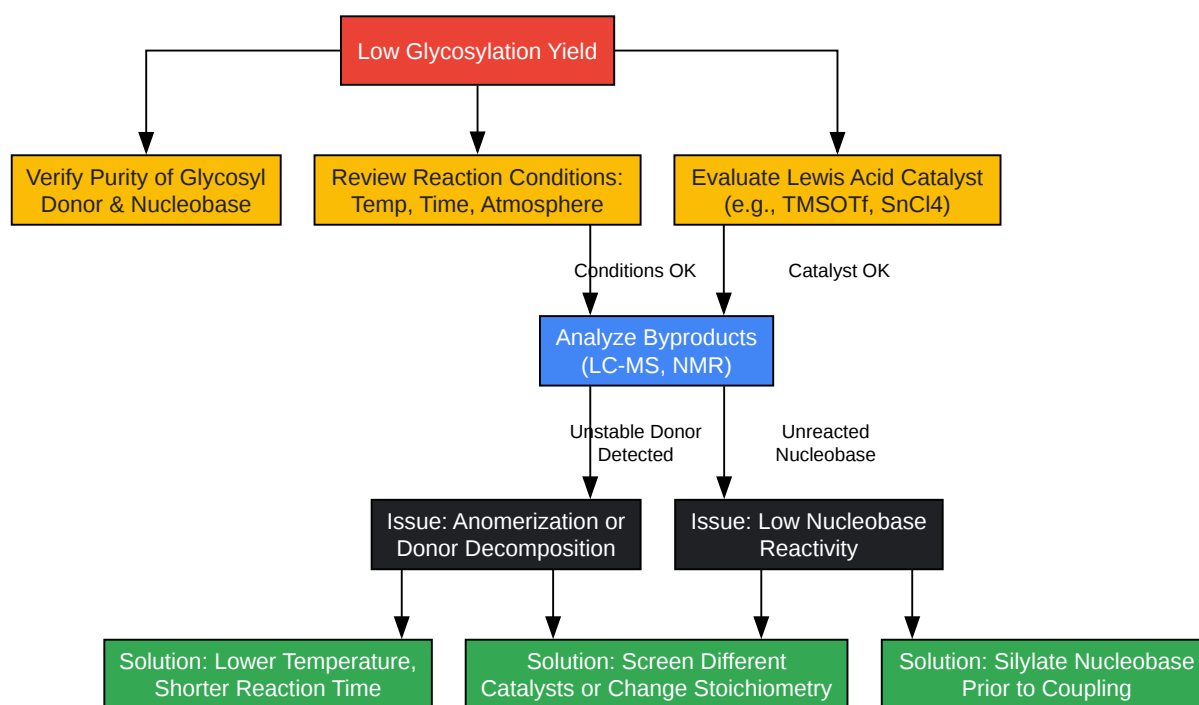 Low Glycosylation Yield
Verify Purity of Glycosyl
Donor & Nucleobase
Review Reaction Conditions:
Temp, Time, Atmosphere
Evaluate Lewis Acid Catalyst
(e.g., TMSOTf, SnCl4)
Conditions OK
Catalyst OK
Analyze Byproducts
(LC-MS, NMR)
Unstable Donor
Detected
Unreacted
Nucleobase
Issue: Anomerization or
Donor Decomposition
Issue: Low Nucleobase
Reactivity
Solution: Lower Temperature,
Shorter Reaction Time
Solution: Screen Different
Catalysts or Change Stoichiometry
Solution: Silylate Nucleobase
Prior to Coupling